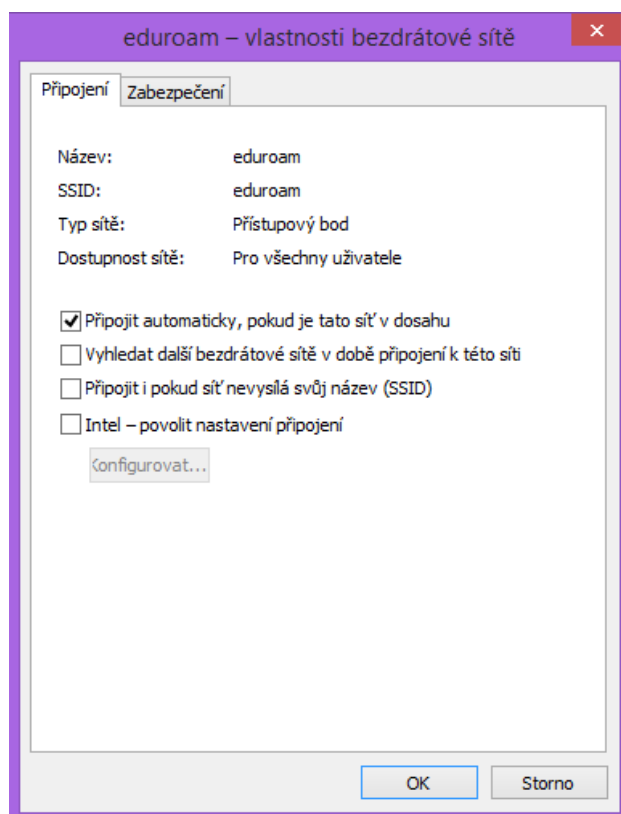 eduroam – vlastnosti bezdrátové sítě
Připojení Zabezpečení
Název: eduroam
SSID: eduroam
Typ sítě: Přístupový bod
Dostupnost sítě: Pro všechny uživatele
Připojit automaticky, pokud je tato síť v dosahu
Vyhledat další bezdrátové sítě v době připojení k této síti
Připojit i pokud síť nevysílá svůj název (SSID)
Intel – povolit nastavení připojení
Konfigurovat...
OK Storno